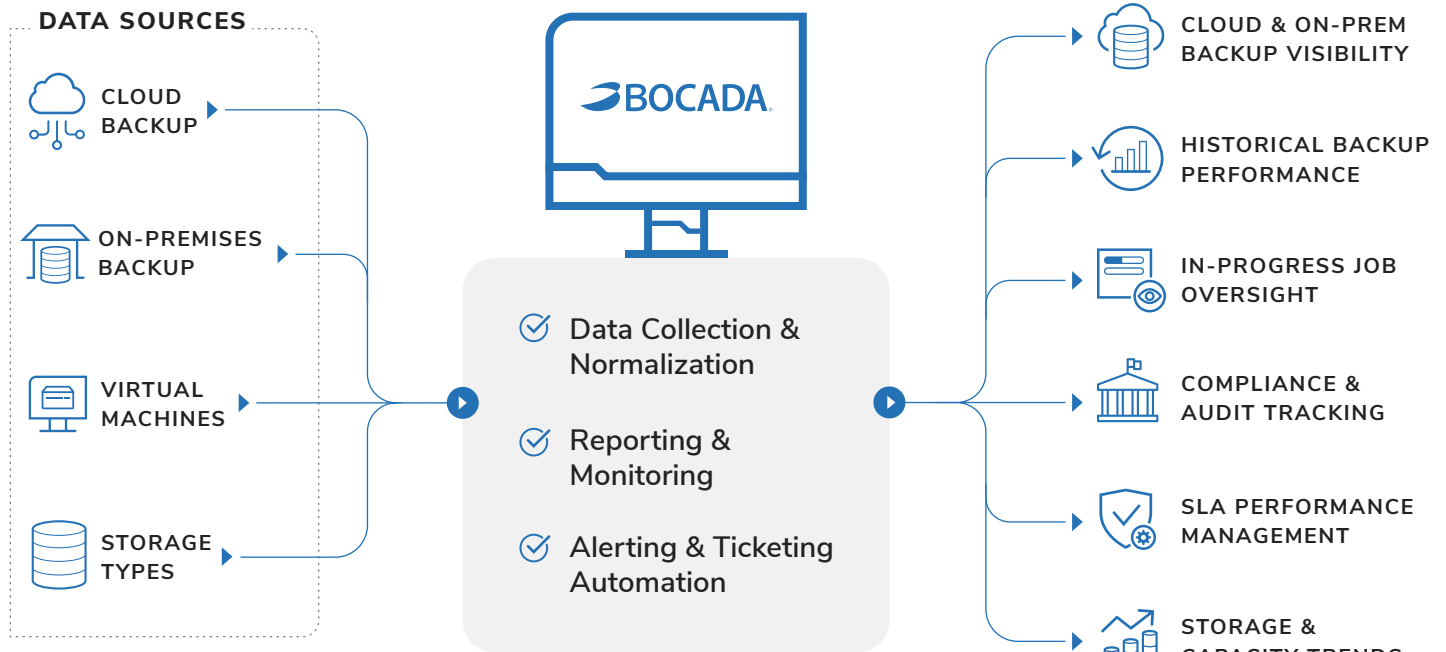 DATA SOURCES
CLOUD
BACKUP
ON-PREMISES
BACKUP
VIRTUAL
MACHINES
STORAGE
TYPES
BOCADA
Data Collection &
Normalization
Reporting &
Monitoring
Alerting & Ticketing
Automation
CLOUD & ON-PREM
BACKUP VISIBILITY
HISTORICAL BACKUP
PERFORMANCE
IN-PROGRESS JOB
OVERSIGHT
COMPLIANCE &
AUDIT TRACKING
SLA PERFORMANCE
MANAGEMENT
STORAGE &
CAPACITY TRENDS